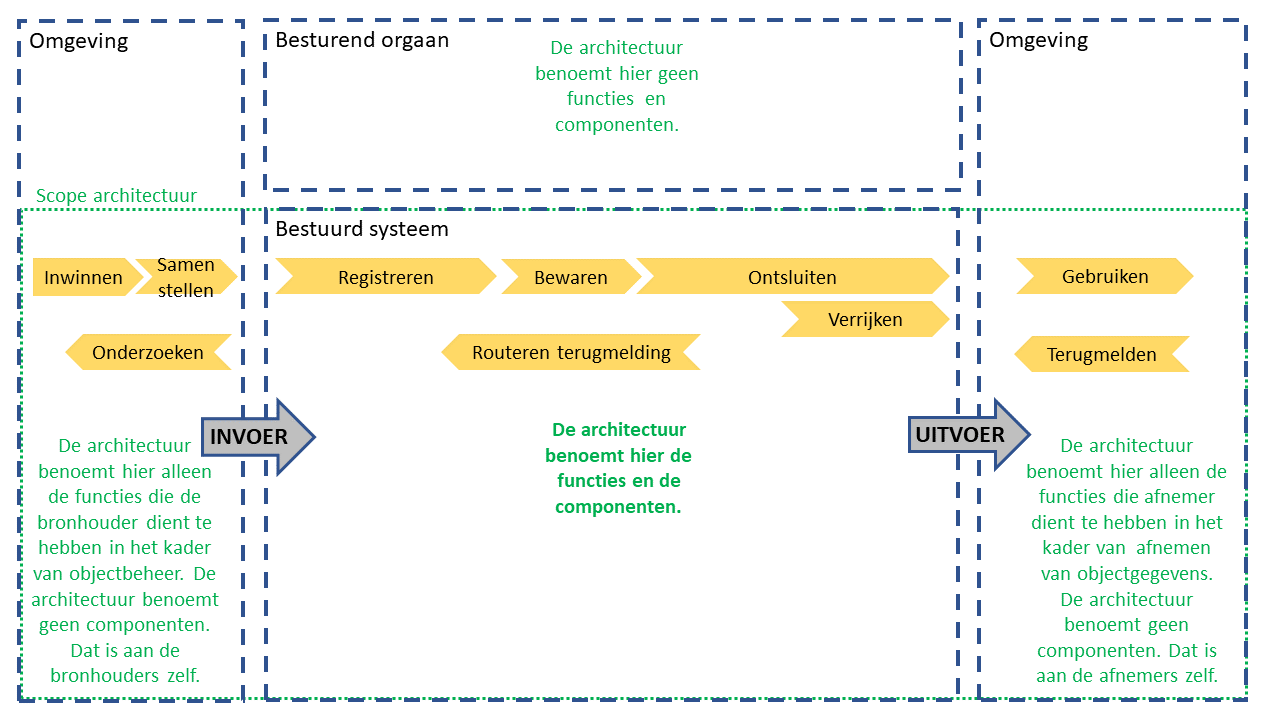 Omgeving
Besturend orgaan
De architectuur
benoemt hier geen
functies en
componenten.
Omgeving
Scope architectuur
Bestuurd systeem
Inwinnen
Samen
stellen
Registreren
Bewaren
Ontsluiten
Gebruiken
Verrijken
Onderzoeken
Routeren terugmelding
Terugmelden
INVOER
UITVOER
De architectuur
benoemt hier alleen
de functies die de
bronhouder dient te
hebben in het kader
van objectbeheer. De
architectuur benoemt
geen componenten.
Dat is aan de
bronhouders zelf.
De architectuur
benoemt hier de
functies en de
componenten.
De architectuur
benoemt hier alleen de
functies die afnemer
dient te hebben in het
kader van afnemen
van objectgegevens.
De architectuur
benoemt geen
componenten. Dat is
aan de afnemers zelf.